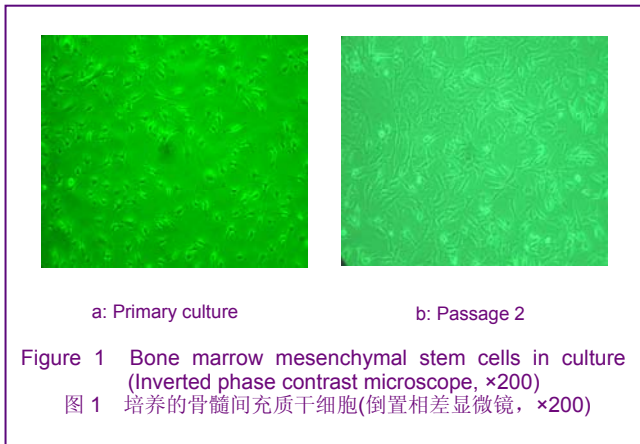 a: Primary culture
b: Passage 2
Figure 1 Bone marrow mesenchymal stem cells in culture
(Inverted phase contrast microscope, ×200)
图 1 培养的骨髓间充质干细胞(倒置相差显微镜，×200)